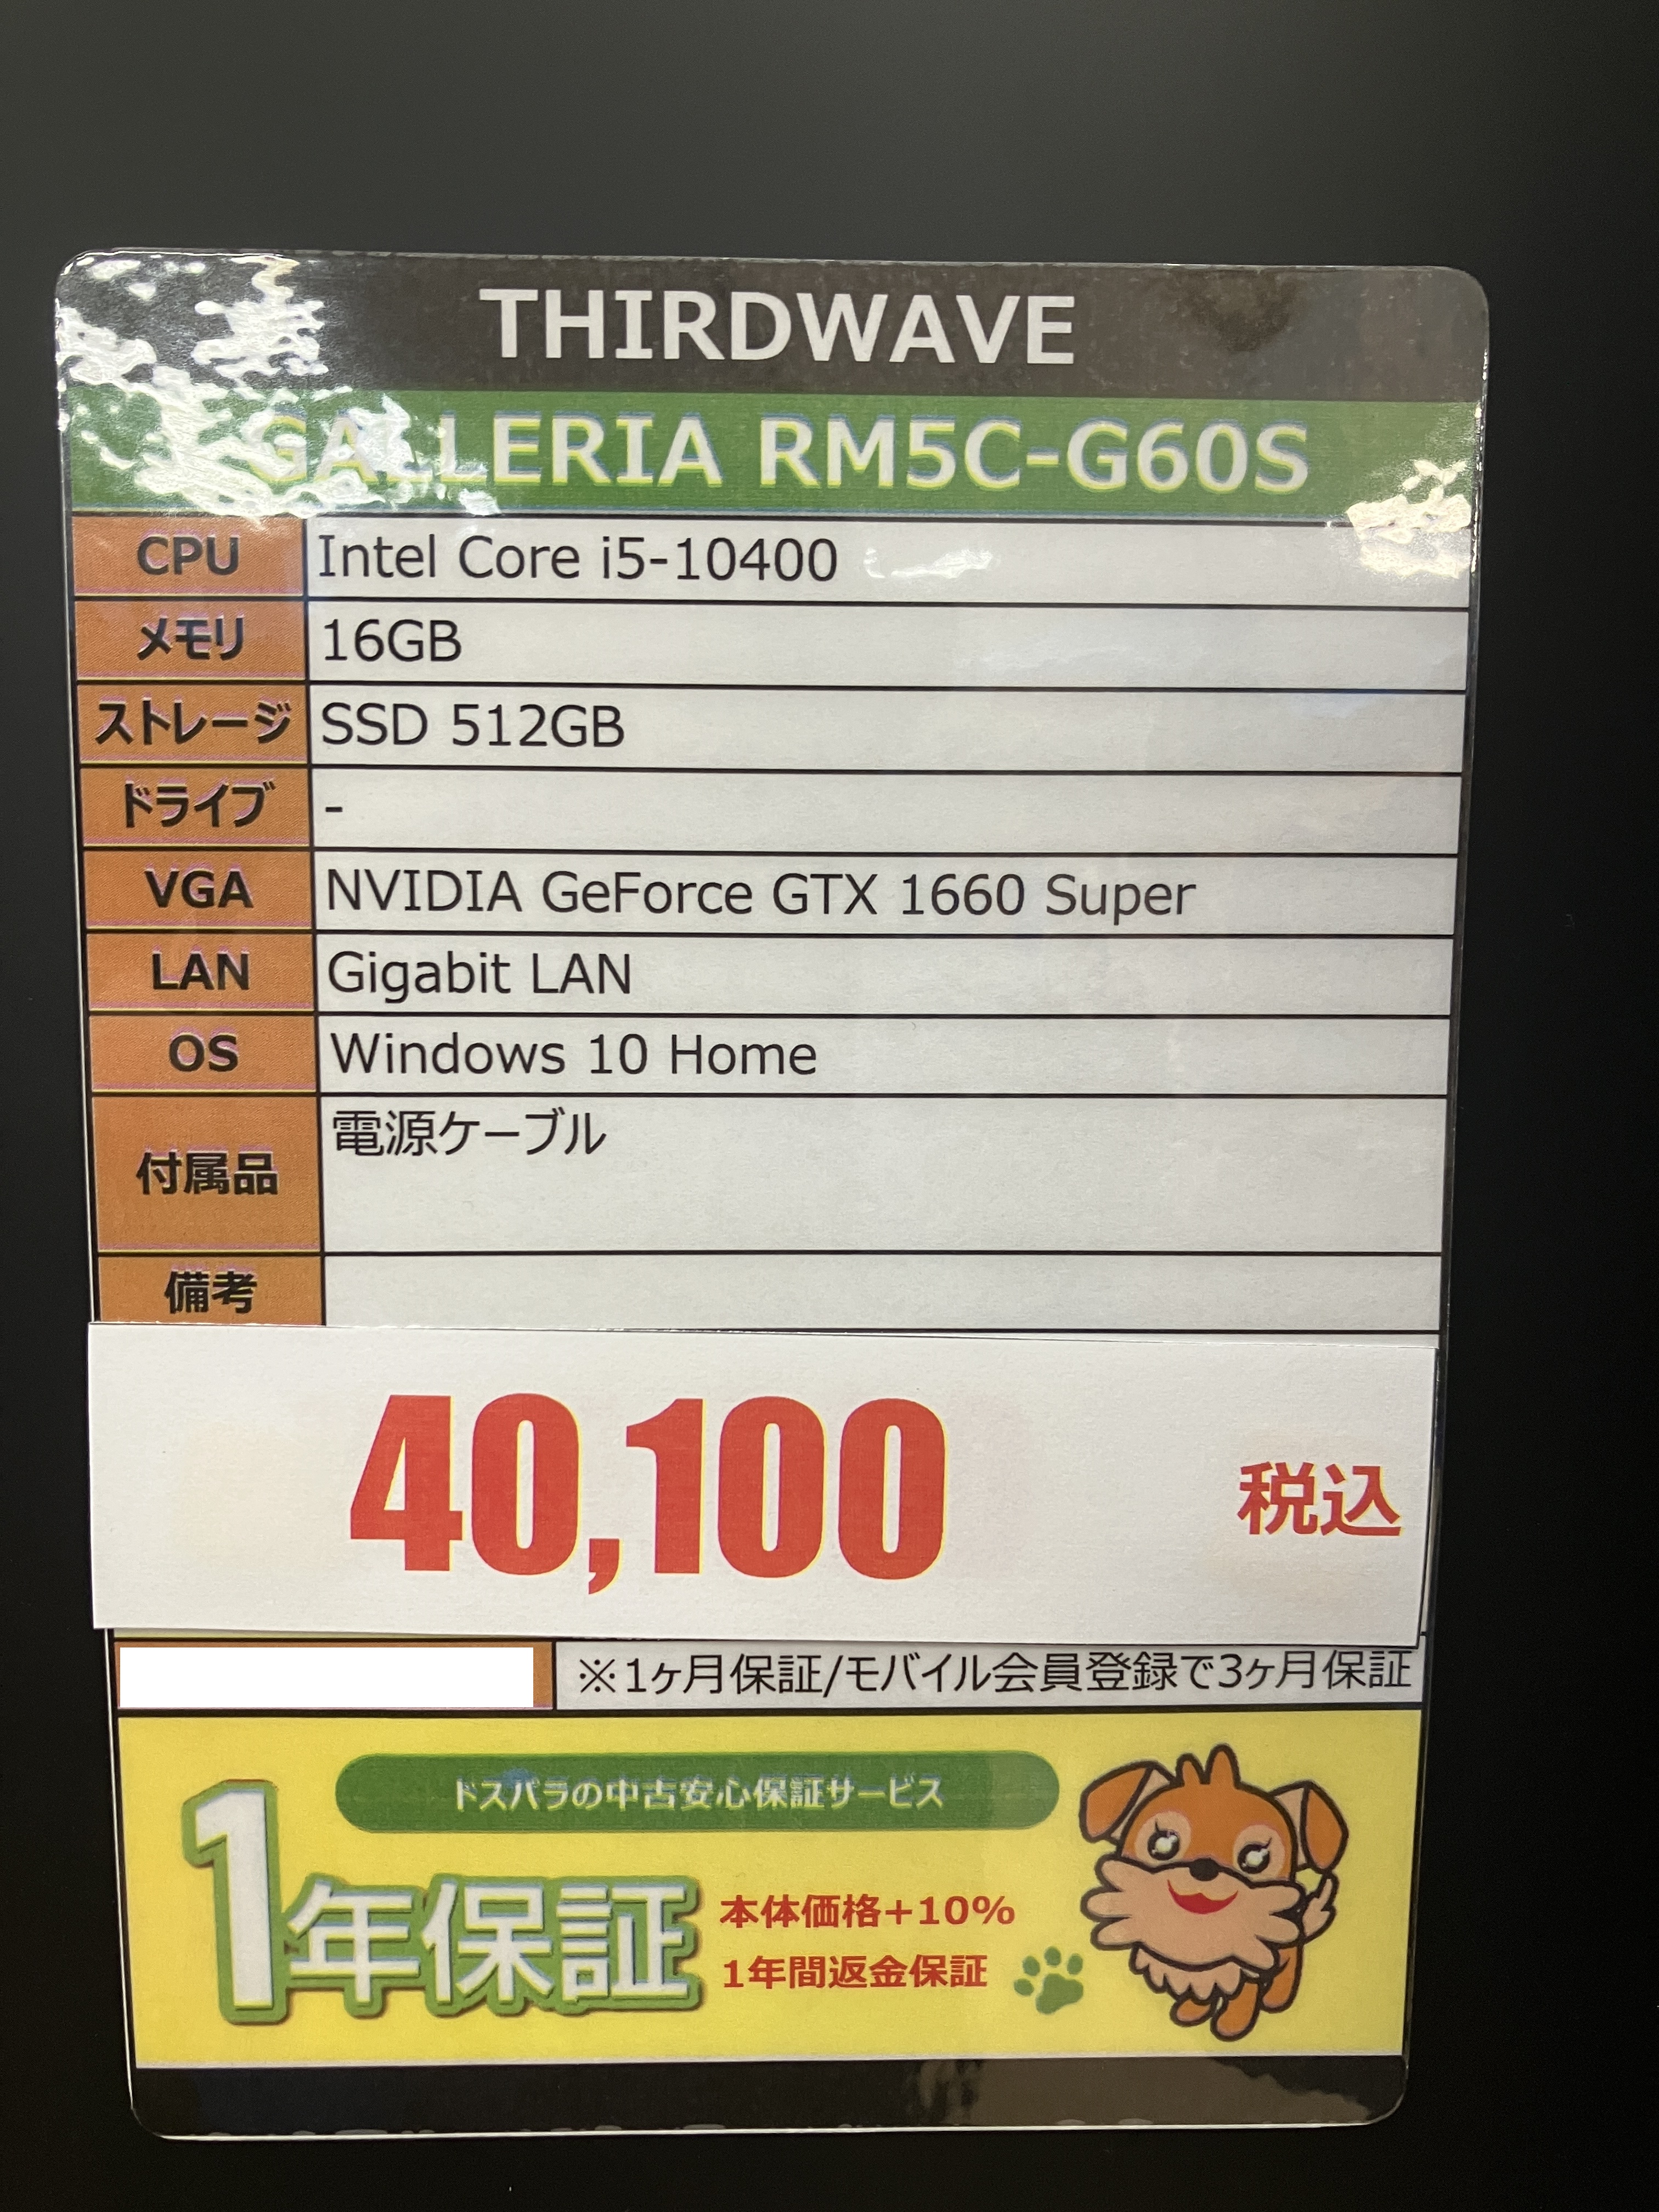 THIRDWAVE
GALLERIA RM5C-G60S
CPU Intel Core i5-10400
メモリ 16GB
ストレージ SSD 512GB
ドライブ -
VGA NVIDIA GeForce GTX 1660 Super
LAN Gigabit LAN
OS Windows 10 Home
付属品 電源ケーブル
備考
40,100 税込
※1ヶ月保証/モバイル会員登録で3ヶ月保証
ドスパラの中古安心保証サービス
1年保証
本体価格+10%
1年間返金保証